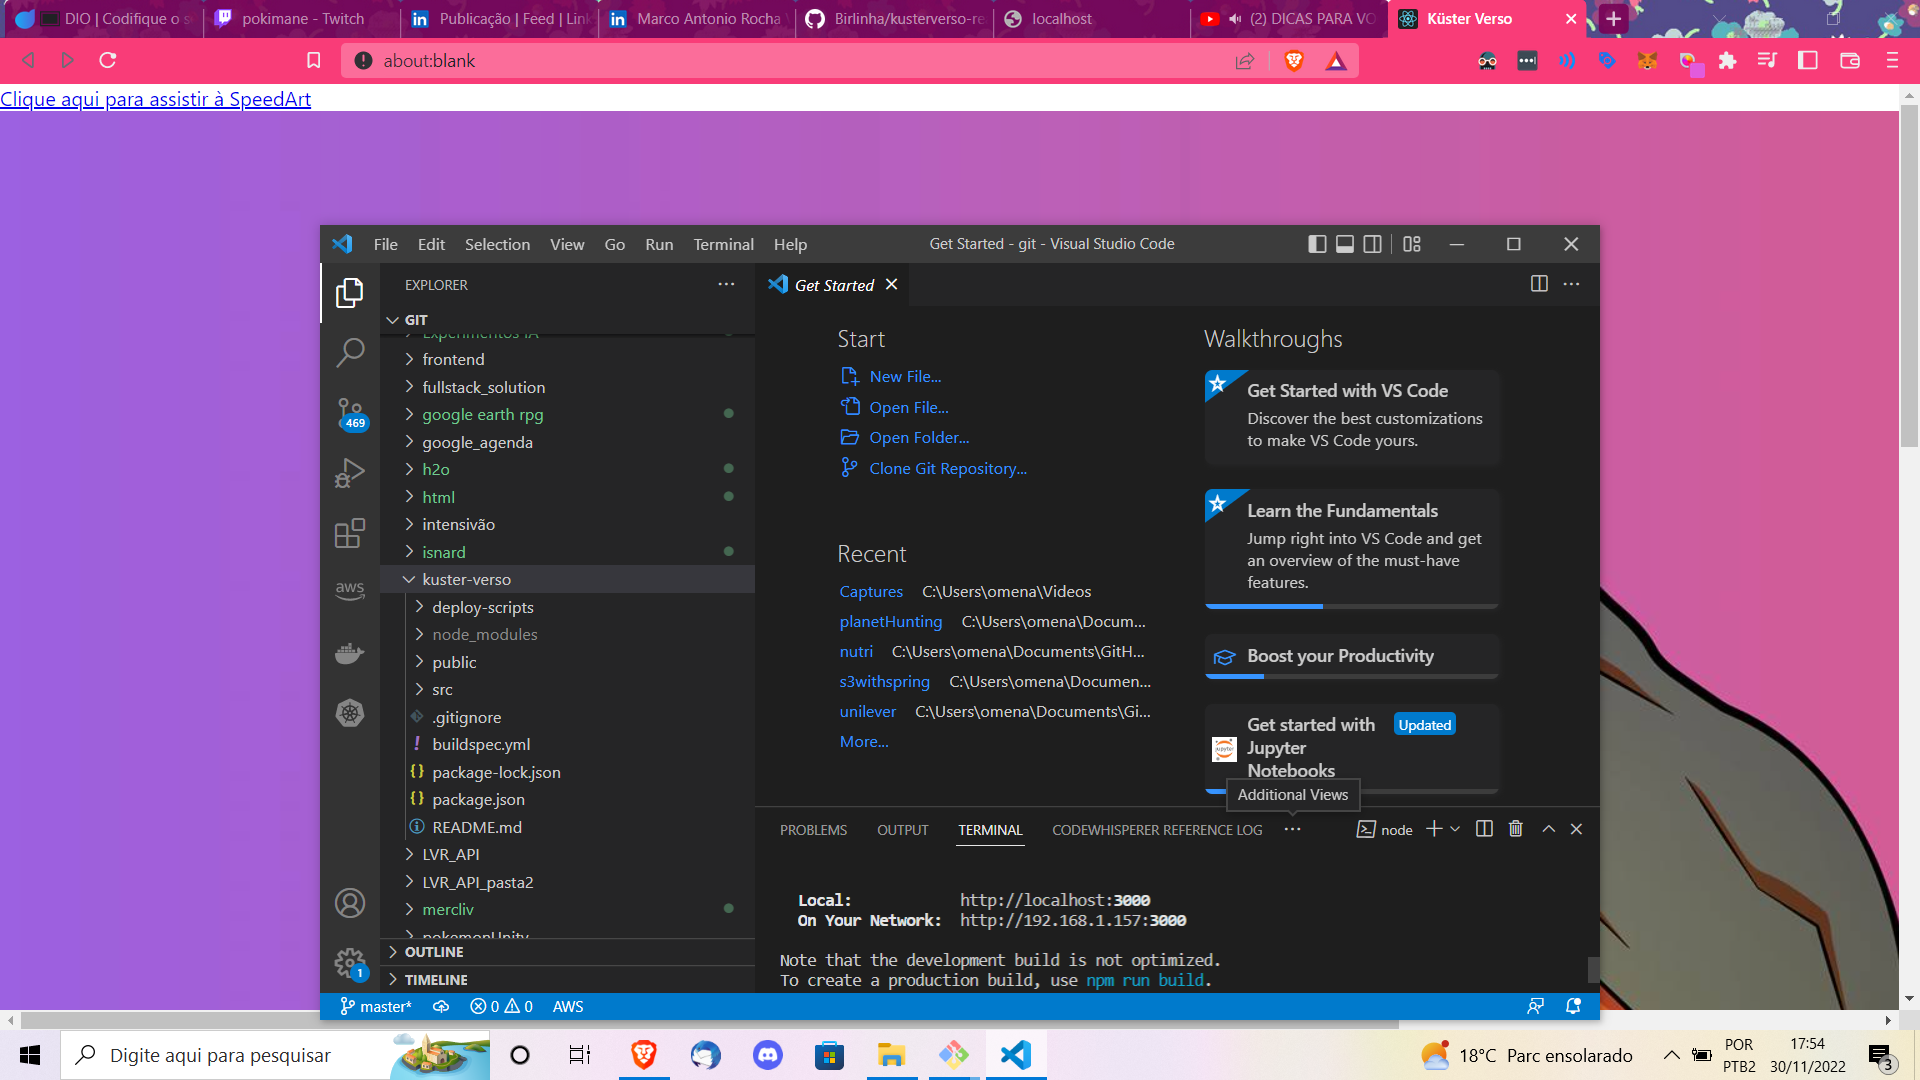 DIO | Codifique o s
pokimane - Twitch
Publicação | Feed | Lin
Marco Antonio Rocha
Birlinha/kusterverso-re
localhost
(2) DICAS PARA VO
Küster Verso
about:blank
Clique aqui para assistir à SpeedArt
File Edit Selection View Go Run Terminal Help
Get Started - git - Visual Studio Code
EXPLORER
GIT
Experimentos IA
frontend
fullstack_solution
google earth rpg
google_agenda
h2o
html
intensivão
isnard
kuster-verso
deploy-scripts
node_modules
public
src
.gitignore
buildspec.yml
package-lock.json
package.json
README.md
LVR_API
LVR_API_pasta2
mercliv
pokemonUnity
OUTLINE
TIMELINE
469
aws
1
Get Started
Start
New File...
Open File...
Open Folder...
Clone Git Repository...
Recent
Captures C:\Users\omena\Videos
planetHunting C:\Users\omena\Docum...
nutri C:\Users\omena\Documents\GitH...
s3withspring C:\Users\omena\Documen...
unilever C:\Users\omena\Documents\Gi...
More...
Walkthroughs
Get Started with VS Code
Discover the best customizations
to make VS Code yours.
Learn the Fundamentals
Jump right into VS Code and get
an overview of the must-have
features.
Boost your Productivity
Get started with
Jupyter
Notebooks
Updated
jupyter
Additional Views
PROBLEMS OUTPUT TERMINAL CODEWHISPERER REFERENCE LOG
node
Local: http://localhost:3000
On Your Network: http://192.168.1.157:3000
Note that the development build is not optimized.
To create a production build, use npm run build.
master* 0 0 AWS
Digite aqui para pesquisar
18°C Parc ensolarado
POR
PTB2
17:54
30/11/2022
3